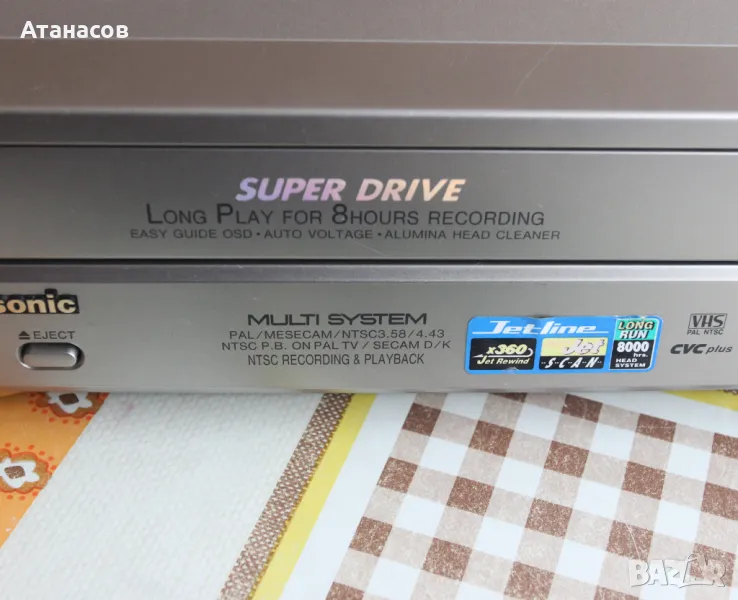 Атанасов
SUPER DRIVE
LONG PLAY FOR 8HOURS RECORDING
EASY GUIDE OSD • AUTO VOLTAGE • ALUMINA HEAD CLEANER
sonic
EJECT
MULTI SYSTEM
PAL/MESECAM/NTSC3.58/4.43
NTSC P.B. ON PAL TV / SECAM D/K
NTSC RECORDING & PLAYBACK
Jet-line
x360
Jet Rewind
S-C-A-N
LONG
RUN
8000
hrs.
HEAD
SYSTEM
VHS
PAL NTSC
CVC plus
BAZAR